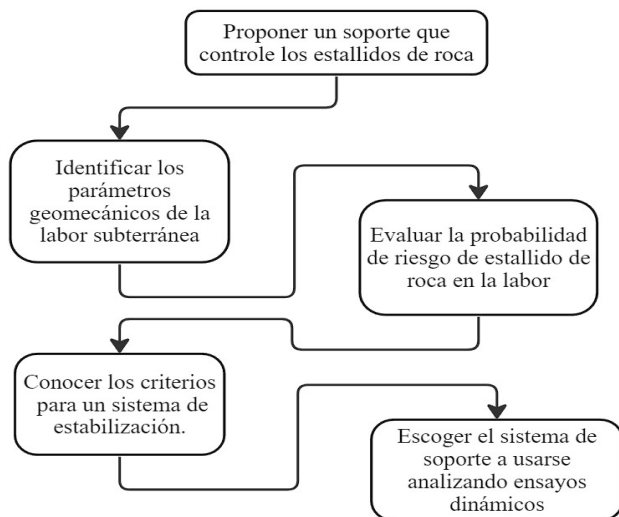 Proponer un soporte que
controle los estallidos de roca
Identificar los
parámetros
geomecánicos de la
labor subterránea
Evaluar la probabilidad
de riesgo de estallido de
roca en la labor
Conocer los criterios
para un sistema de
estabilización.
Escoger el sistema de
soporte a usarse
analizando ensayos
dinámicos